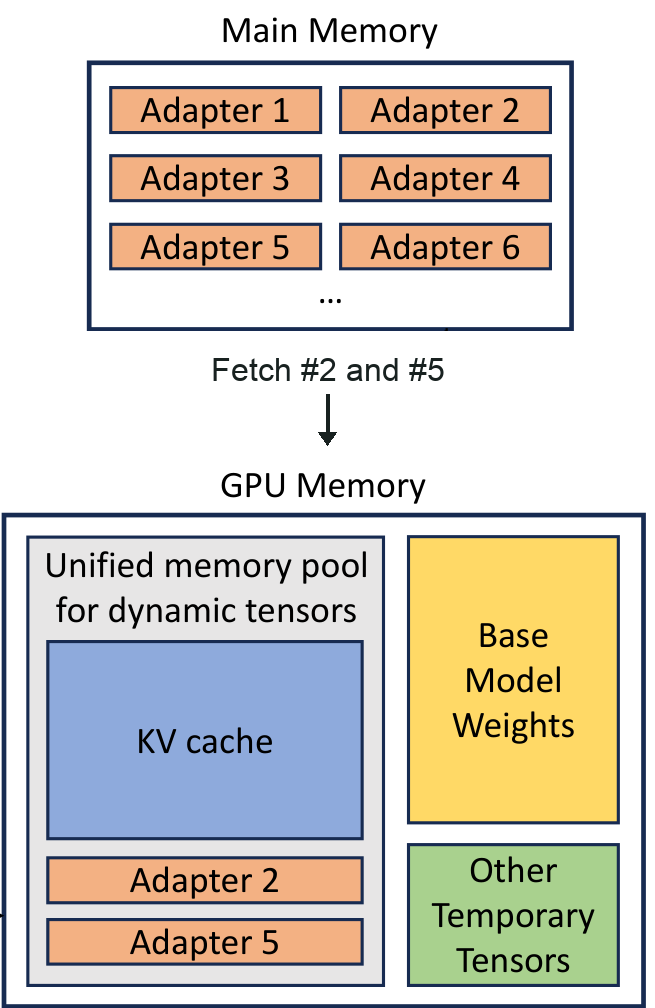 Main Memory
Adapter 1
Adapter 2
Adapter 3
Adapter 4
Adapter 5
Adapter 6
...
Fetch #2 and #5
GPU Memory
Unified memory pool
for dynamic tensors
KV cache
Adapter 2
Adapter 5
Base
Model
Weights
Other
Temporary
Tensors